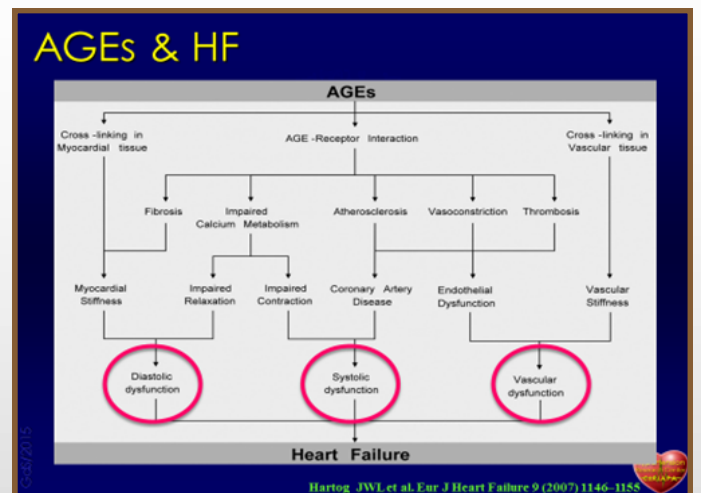 AGEs & HF
AGEs
Cross -linking in
Myocardial tissue
AGE -Receptor Interaction
Cross -linking in
Vascular tissue
Fibrosis
Impaired
Calcium Metabolism
Atherosclerosis
Vasoconstriction
Thrombosis
Myocardial
Stiffness
Impaired
Relaxation
Impaired
Contraction
Coronary Artery
Disease
Endothelial
Dysfunction
Vascular
Stiffness
Diastolic
dysfunction
Systolic
dysfunction
Vascular
dysfunction
Heart Failure
Hartog JWL et al. Eur J Heart Failure 9 (2007) 1146–1155